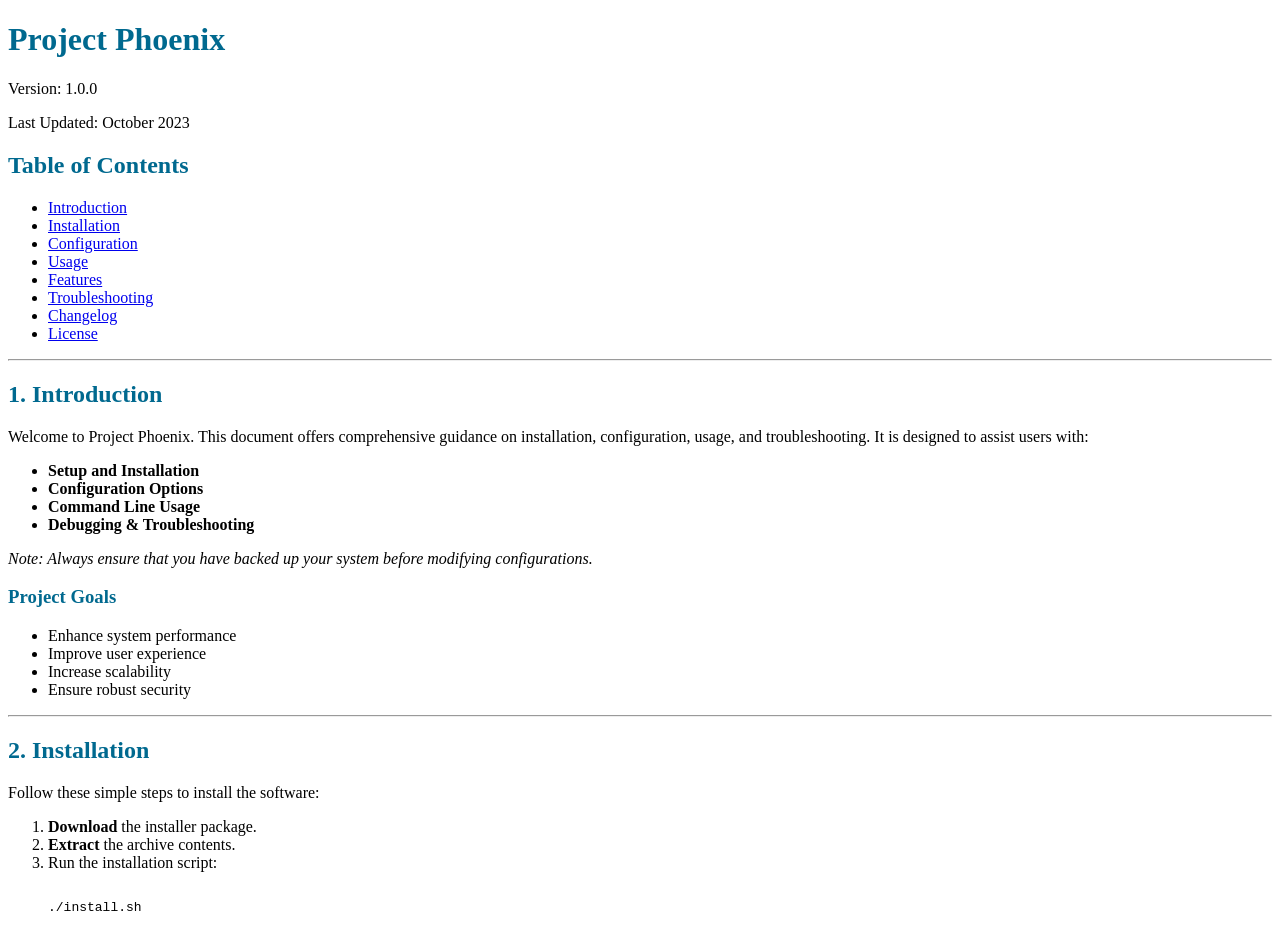 Project Phoenix
Version: 1.0.0
Last Updated: October 2023
Table of Contents
• Introduction
• Installation
• Configuration
• Usage
• Features
• Troubleshooting
• Changelog
• License
1. Introduction
Welcome to Project Phoenix. This document offers comprehensive guidance on installation, configuration, usage, and troubleshooting. It is designed to assist users with:
• Setup and Installation
• Configuration Options
• Command Line Usage
• Debugging & Troubleshooting
Note: Always ensure that you have backed up your system before modifying configurations.
Project Goals
• Enhance system performance
• Improve user experience
• Increase scalability
• Ensure robust security
2. Installation
Follow these simple steps to install the software:
1. Download the installer package.
2. Extract the archive contents.
3. Run the installation script:
./install.sh